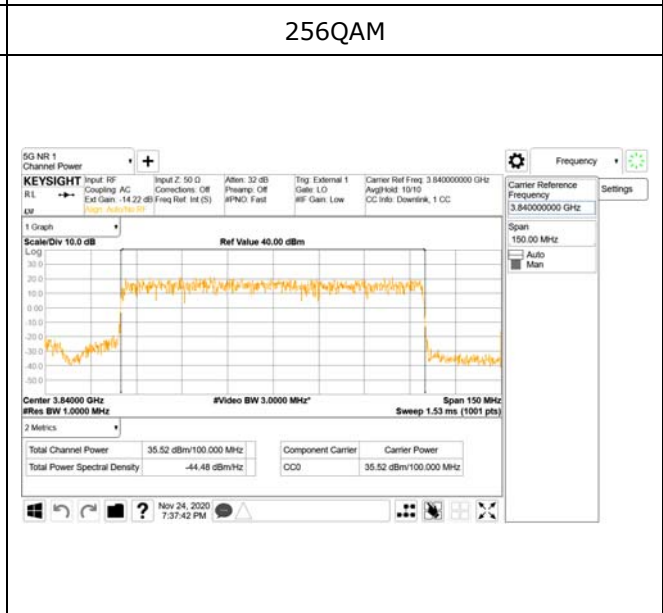 256QAM
5G NR 1
Channel Power
+
Frequency
KEYSIGHT Input: RF Input Z: 50 Ω Atten: 32 dB Trig: External 1 Carrier Ref Freq: 3.840000000 GHz
RL Coupling: AC Corrections: Off Preamp: Off Gate: LO Avg|Hold: 10/10
Ext Gain: -14.22 dB Freq Ref: Int (S) #PNO: Fast #IF Gain: Low CC Info: Downlink, 1 CC
Align: Auto/No RF
Carrier Reference
Frequency
3.840000000 GHz
Settings
Span
150.00 MHz
Auto
Man
1 Graph
Scale/Div 10.0 dB Ref Value 40.00 dBm
Log
30.0
20.0
10.0
0.00
-10.0
-20.0
-30.0
-40.0
-50.0
Center 3.84000 GHz #Video BW 3.0000 MHz* Span 150 MHz
#Res BW 1.0000 MHz Sweep 1.53 ms (1001 pts)
2 Metrics
Total Channel Power 35.52 dBm/100.000 MHz Component Carrier Carrier Power
Total Power Spectral Density -44.48 dBm/Hz CC0 35.52 dBm/100.000 MHz
? Nov 24, 2020
7:37:42 PM